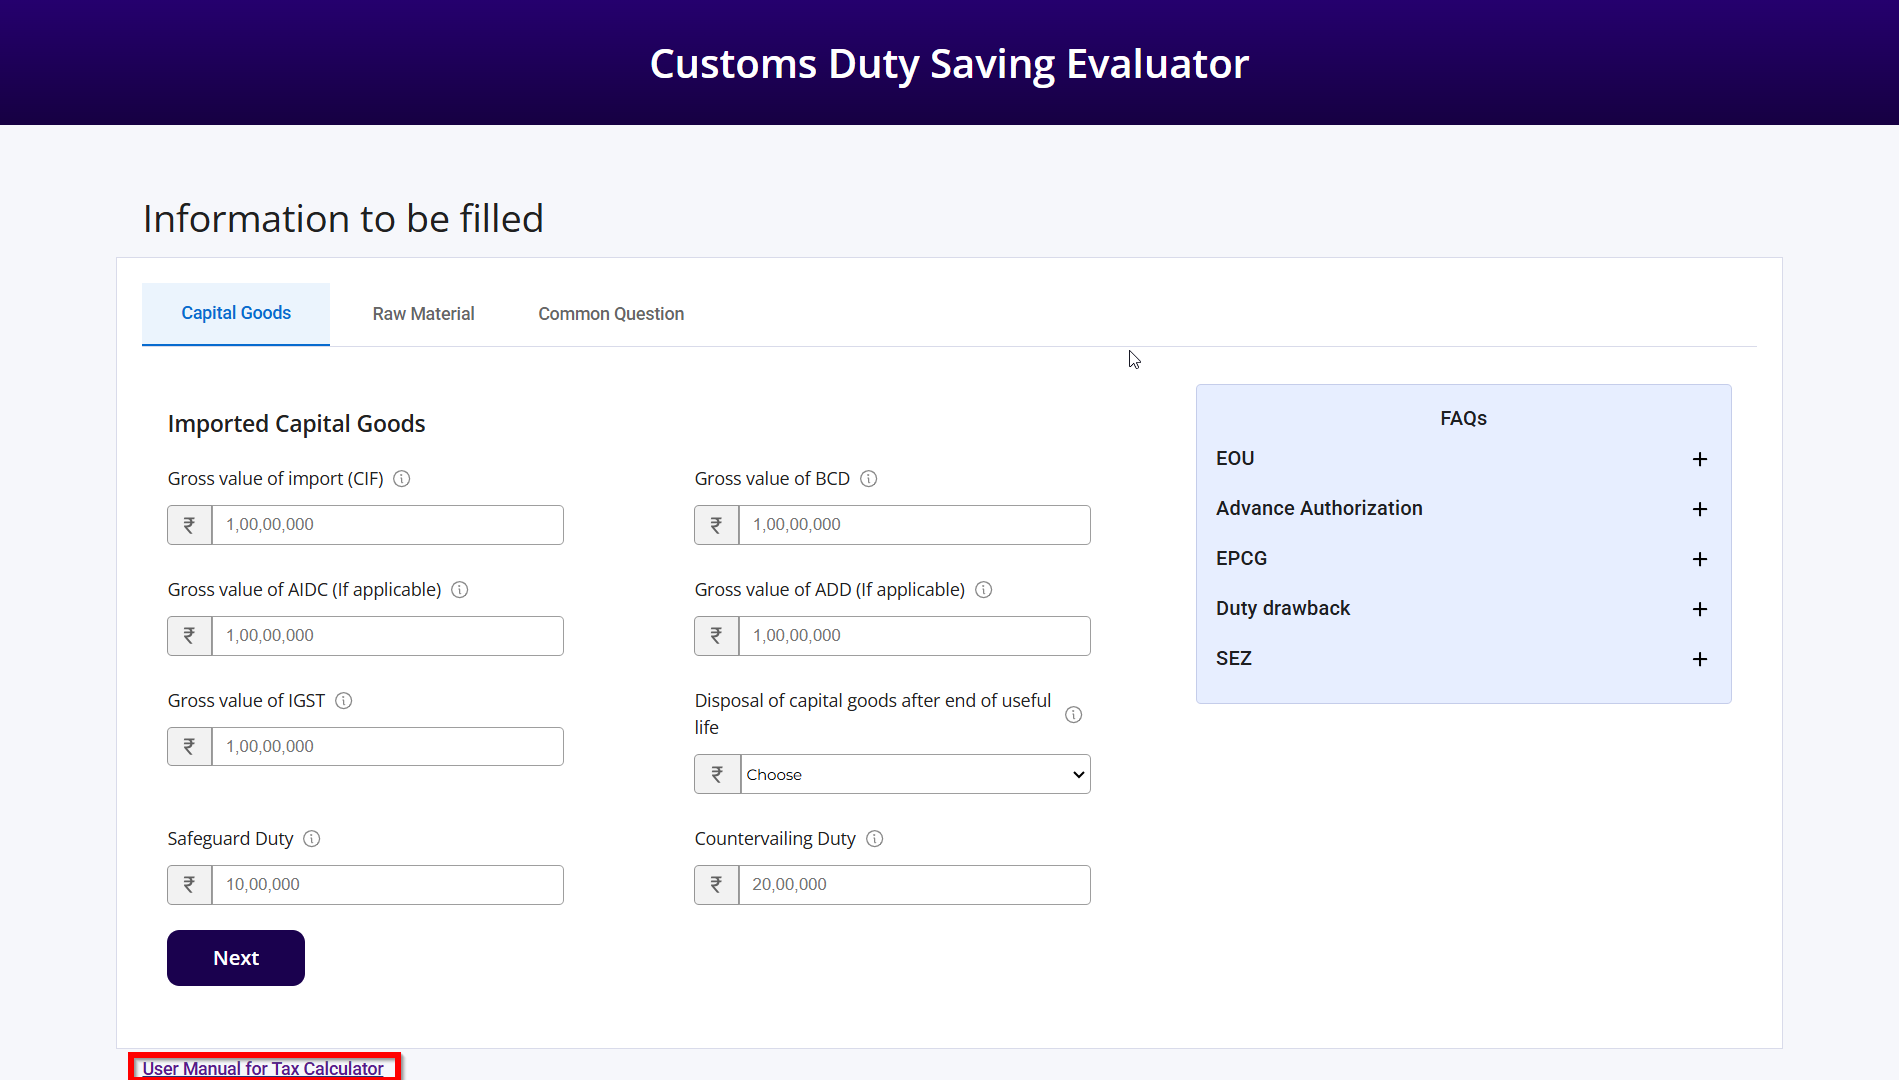 Customs Duty Saving Evaluator
Information to be filled
Capital Goods
Raw Material
Common Question
Imported Capital Goods
Gross value of import (CIF)
₹ 1,00,00,000
Gross value of BCD
₹ 1,00,00,000
Gross value of AIDC (If applicable)
₹ 1,00,00,000
Gross value of ADD (If applicable)
₹ 1,00,00,000
Gross value of IGST
₹ 1,00,00,000
Disposal of capital goods after end of useful
life
₹ Choose
Safeguard Duty
₹ 10,00,000
Countervailing Duty
₹ 20,00,000
Next
FAQs
EOU +
Advance Authorization +
EPCG +
Duty drawback +
SEZ +
User Manual for Tax Calculator